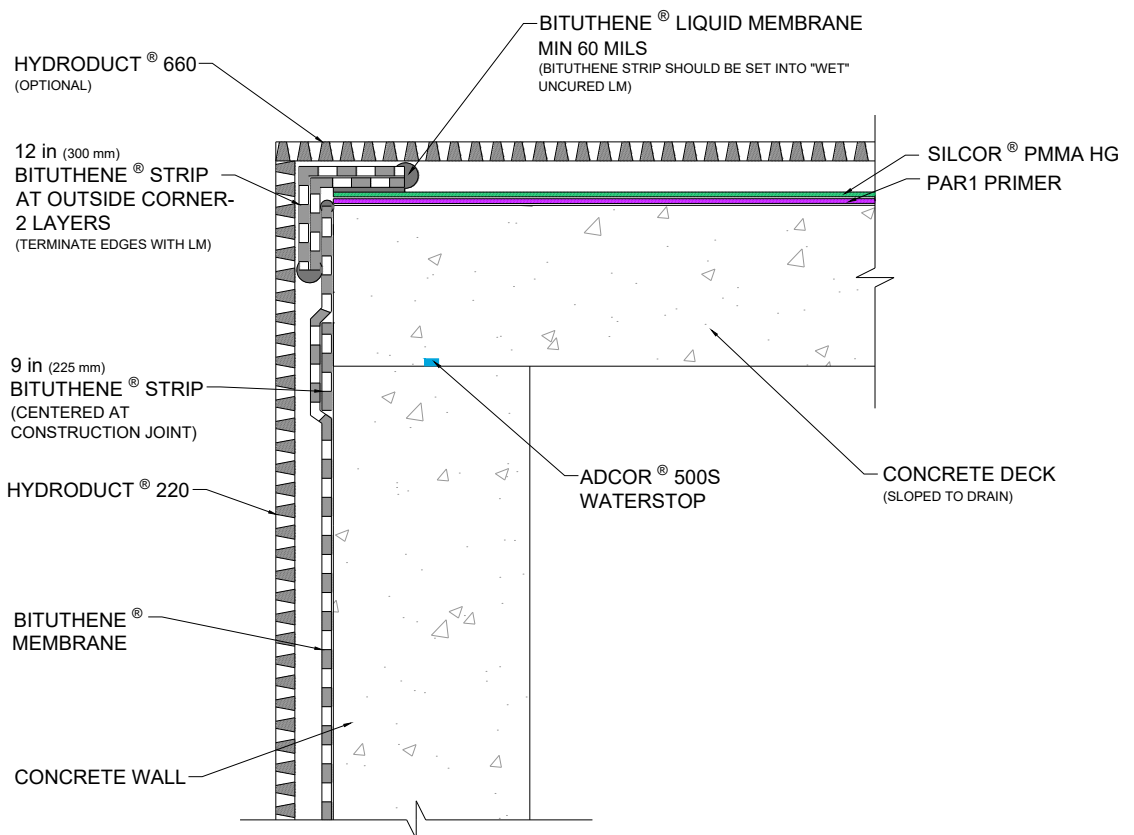 HYDRODUCT ® 660
(OPTIONAL)
BITUTHENE ® LIQUID MEMBRANE
MIN 60 MILS
(BITUTHENE STRIP SHOULD BE SET INTO "WET"
UNCURED LM)
12 in (300 mm)
BITUTHENE ® STRIP
AT OUTSIDE CORNER-
2 LAYERS
(TERMINATE EDGES WITH LM)
SILCOR ® PMMA HG
PAR1 PRIMER
9 in (225 mm)
BITUTHENE ® STRIP
(CENTERED AT
CONSTRUCTION JOINT)
HYDRODUCT ® 220
ADCOR ® 500S
WATERSTOP
CONCRETE DECK
(SLOPED TO DRAIN)
BITUTHENE ®
MEMBRANE
CONCRETE WALL